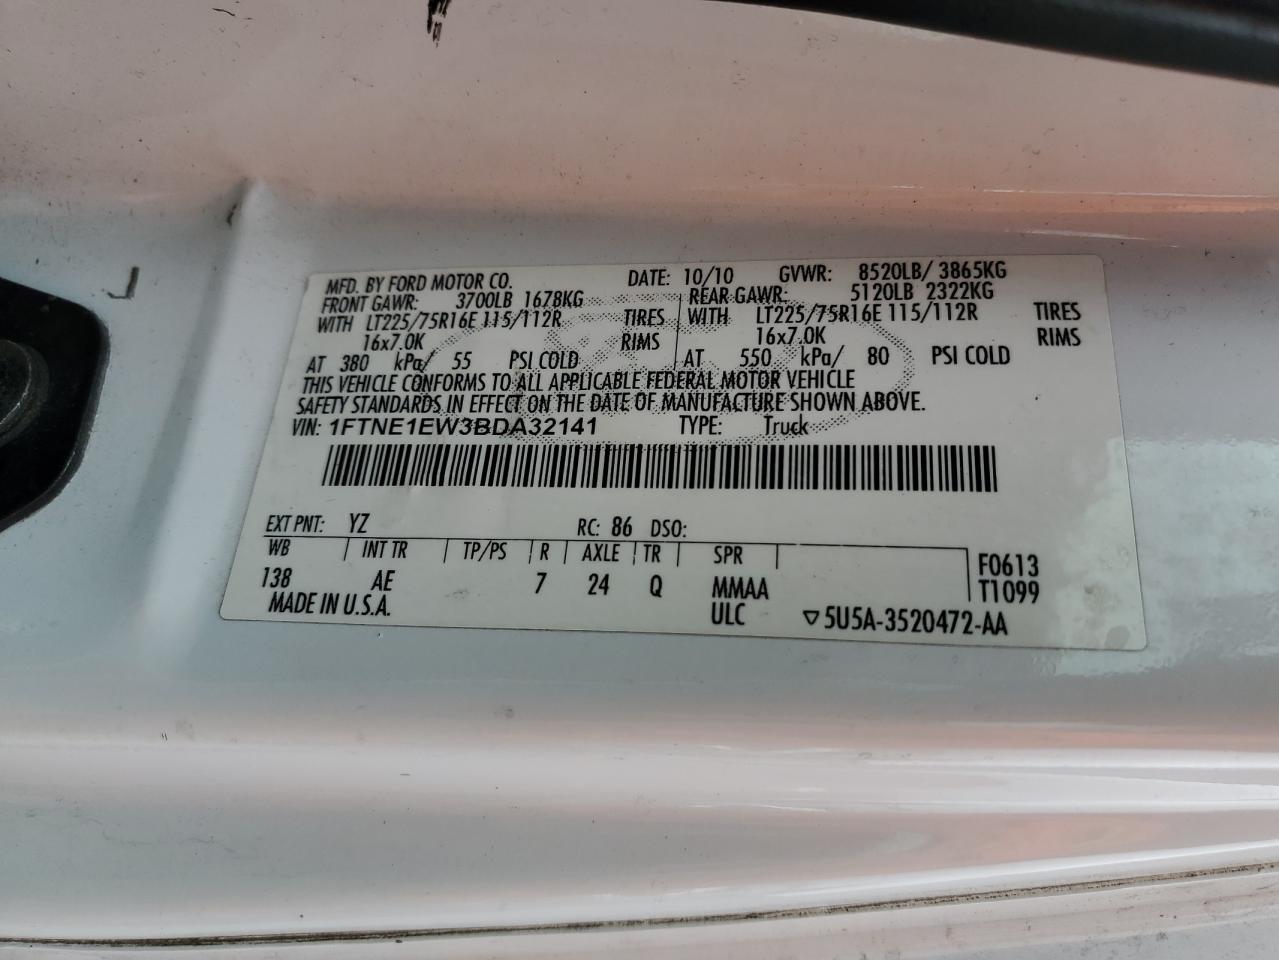 MFD. BY FORD MOTOR CO. DATE: 10/10 GVWR: 8520LB/ 3865KG
FRONT GAWR: 3700LB 1678KG REAR GAWR: 5120LB 2322KG
WITH LT225/75R16E 115/112R TIRES WITH LT225/75R16E 115/112R TIRES
16x7.0K RIMS 16x7.0K RIMS
AT 380 kPa/ 55 PSI COLD AT 550 kPa/ 80 PSI COLD
THIS VEHICLE CONFORMS TO ALL APPLICABLE FEDERAL MOTOR VEHICLE
SAFETY STANDARDS IN EFFECT ON THE DATE OF MANUFACTURE SHOWN ABOVE.
VIN: 1FTNE1EW3BDA32141 TYPE: Truck
EXT PNT: YZ RC: 86 DSO:
WB INT TR TP/PS R AXLE TR SPR F0613
138 AE 7 24 Q MMAA T1099
MADE IN U.S.A. ULC ▽5U5A-3520472-AA